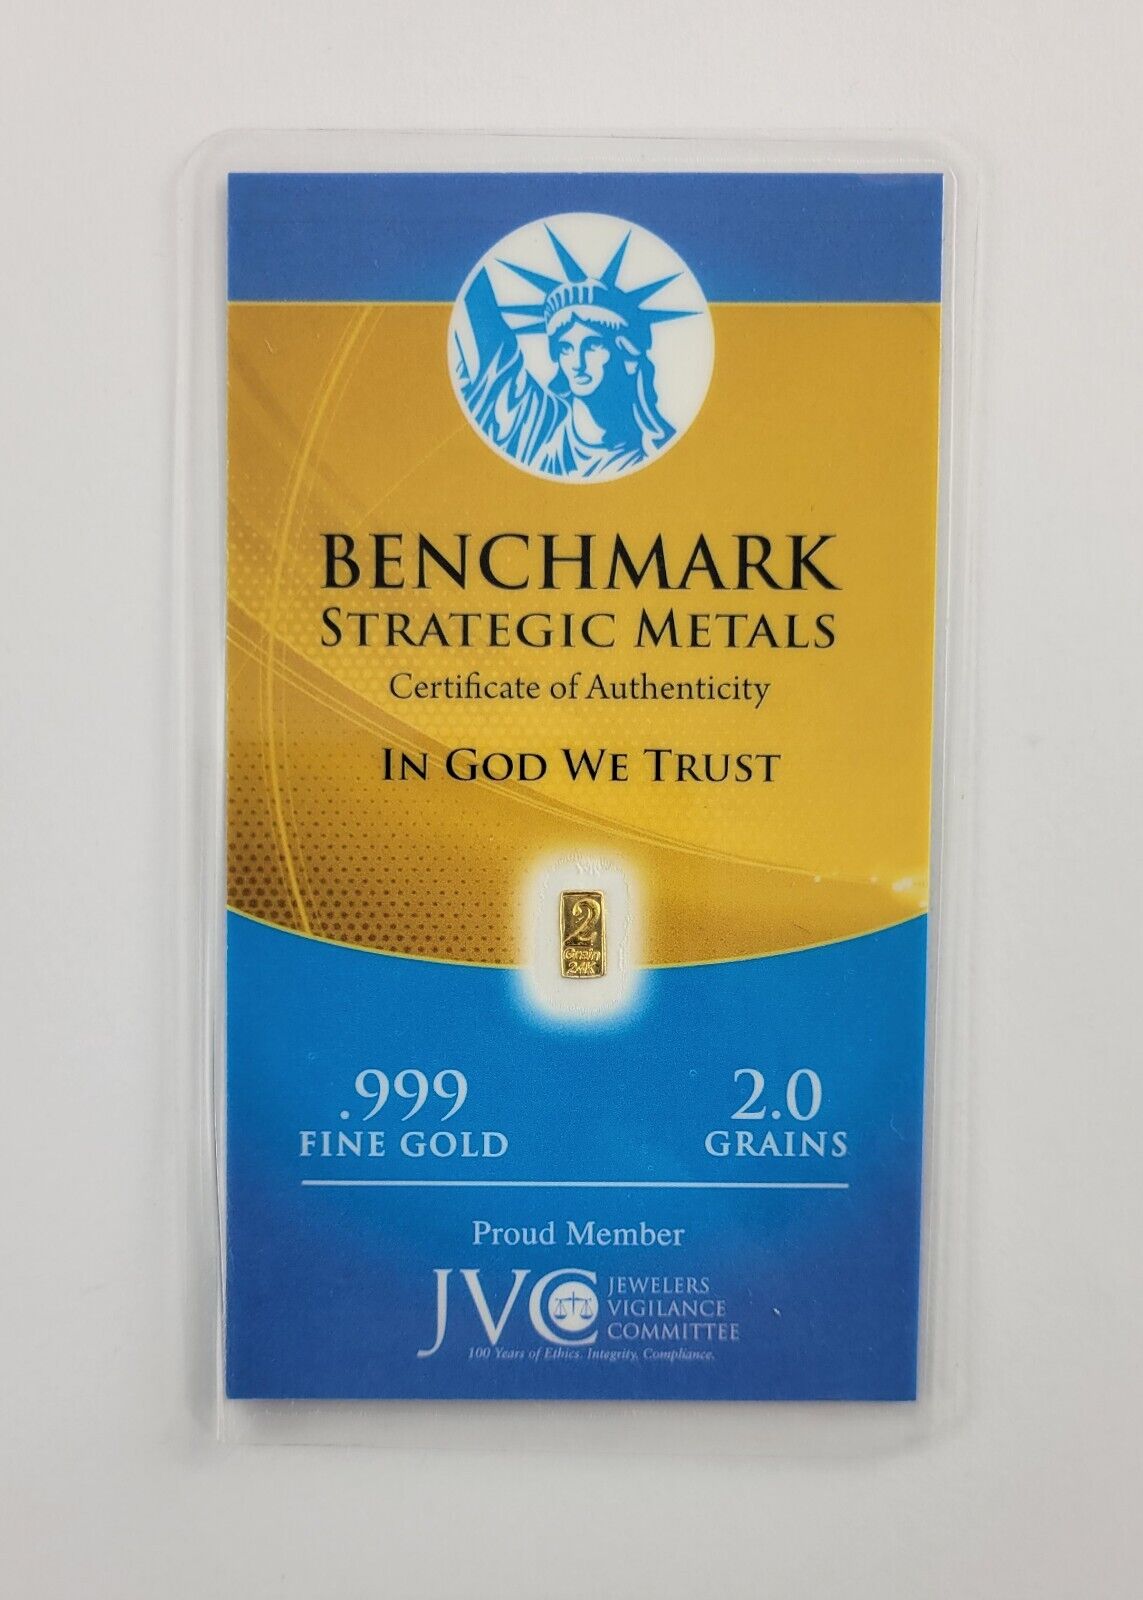 BENCHMARK
STRATEGIC METALS
Certificate of Authenticity
IN GOD WE TRUST
2
Grain
24K
.999
FINE GOLD
2.0
GRAINS
Proud Member
JVC JEWELERS
VIGILANCE
COMMITTEE
100 Years of Ethics. Integrity. Compliance.